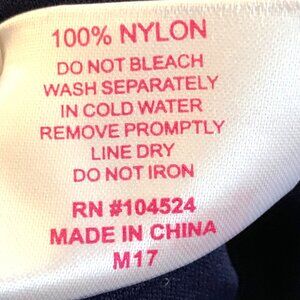 100% NYLON
DO NOT BLEACH
WASH SEPARATELY
IN COLD WATER
REMOVE PROMPTLY
LINE DRY
DO NOT IRON
RN #104524
MADE IN CHINA
M17